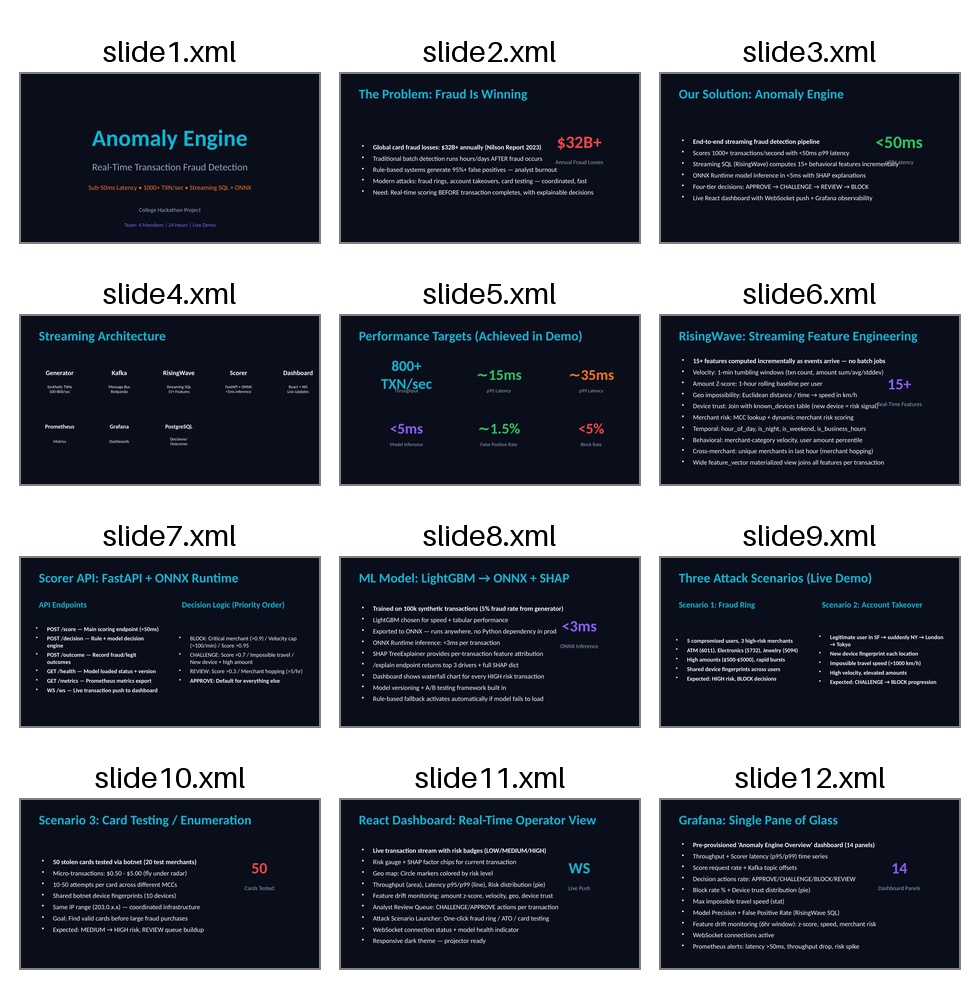 slide1.xml
Anomaly Engine
Real-Time Transaction Fraud Detection
Sub-50ms Latency • 1000+ TXN/sec • Streaming SQL + ONNX
College Hackathon Project
Team: 4 Members | 24 Hours | Live Demo
slide2.xml
The Problem: Fraud Is Winning
• Global card fraud losses: $32B+ annually (Nilson Report 2023)
• Traditional batch detection runs hours/days AFTER fraud occurs
• Rule-based systems generate 95%+ false positives — analyst burnout
• Modern attacks: fraud rings, account takeovers, card testing — coordinated, fast
• Need: Real-time scoring BEFORE transaction completes, with explainable decisions
$32B+
Annual Fraud Losses
slide3.xml
Our Solution: Anomaly Engine
• End-to-end streaming fraud detection pipeline
• Scores 1000+ transactions/second with <50ms p99 latency
• Streaming SQL (RisingWave) computes 15+ behavioral features incrementally
• ONNX Runtime model inference in <5ms with SHAP explanations
• Four-tier decisions: APPROVE → CHALLENGE → REVIEW → BLOCK
• Live React dashboard with WebSocket push + Grafana observability
<50ms
Latency
slide4.xml
Streaming Architecture
Generator
Synthetic TXNs
100-800/sec
Kafka
Message Bus
Redpanda
RisingWave
Streaming SQL
15+ Features
Scorer
FastAPI + ONNX
<5ms Inference
Dashboard
React + WS
Live Updates
Prometheus
Metrics
Grafana
Dashboards
PostgreSQL
Decisions/
Outcomes
slide5.xml
Performance Targets (Achieved in Demo)
800+
TXN/sec
Throughput
~15ms
p95 Latency
~35ms
p99 Latency
<5ms
Model Inference
~1.5%
False Positive Rate
<5%
Block Rate
slide6.xml
RisingWave: Streaming Feature Engineering
• 15+ features computed incrementally as events arrive — no batch jobs
• Velocity: 1-min tumbling windows (txn count, amount sum/avg/stddev)
• Amount Z-score: 1-hour rolling baseline per user
• Geo impossibility: Euclidean distance / time → speed in km/h
• Device trust: Join with known_devices table (new device = risk signal)
• Merchant risk: MCC lookup + dynamic merchant risk scoring
• Temporal: hour_of_day, is_night, is_weekend, is_business_hours
• Behavioral: merchant-category velocity, user amount percentile
• Cross-merchant: unique merchants in last hour (merchant hopping)
• Wide feature_vector materialized view joins all features per transaction
15+
Real-Time Features
slide7.xml
Scorer API: FastAPI + ONNX Runtime
API Endpoints
• POST /score — Main scoring endpoint (<50ms)
• POST /decision — Rule + model decision
engine
• POST /outcome — Record fraud/legit
outcomes
• GET /health — Model loaded status + version
• GET /metrics — Prometheus metrics export
• WS /ws — Live transaction push to dashboard
Decision Logic (Priority Order)
• BLOCK: Critical merchant (>0.9) / Velocity cap
(>100/min) / Score >0.95
• CHALLENGE: Score >0.7 / Impossible travel /
New device + high amount
• REVIEW: Score >0.3 / Merchant hopping (>5/hr)
• APPROVE: Default for everything else
slide8.xml
ML Model: LightGBM → ONNX + SHAP
• Trained on 100k synthetic transactions (5% fraud rate from generator)
• LightGBM chosen for speed + tabular performance
• Exported to ONNX — runs anywhere, no Python dependency in prod
• ONNX Runtime inference: <3ms per transaction
• SHAP TreeExplainer provides per-transaction feature attribution
• /explain endpoint returns top 3 drivers + full SHAP dict
• Dashboard shows waterfall chart for every HIGH risk transaction
• Model versioning + A/B testing framework built in
• Rule-based fallback activates automatically if model fails to load
<3ms
ONNX Inference
slide9.xml
Three Attack Scenarios (Live Demo)
Scenario 1: Fraud Ring
• 5 compromised users, 3 high-risk merchants
• ATM (6011), Electronics (5732), Jewelry (5094)
• High amounts ($500-$5000), rapid bursts
• Shared device fingerprints across users
• Expected: HIGH risk, BLOCK decisions
Scenario 2: Account Takeover
• Legitimate user in SF → suddenly NY → London
→ Tokyo
• New device fingerprint each location
• Impossible travel speed (>1000 km/h)
• High velocity, elevated amounts
• Expected: CHALLENGE → BLOCK progression
slide10.xml
Scenario 3: Card Testing / Enumeration
• 50 stolen cards tested via botnet (20 test merchants)
• Micro-transactions: $0.50 - $5.00 (fly under radar)
• 10-50 attempts per card across different MCCs
• Shared botnet device fingerprints (10 devices)
• Same IP range (203.0.x.x) — coordinated infrastructure
• Goal: Find valid cards before large fraud purchases
• Expected: MEDIUM → HIGH risk, REVIEW queue buildup
50
Cards Tested
slide11.xml
React Dashboard: Real-Time Operator View
• Live transaction stream with risk badges (LOW/MEDIUM/HIGH)
• Risk gauge + SHAP factor chips for current transaction
• Geo map: Circle markers colored by risk level
• Throughput (area), Latency p95/p99 (line), Risk distribution (pie)
• Feature drift monitoring: amount z-score, velocity, geo, device trust
• Analyst Review Queue: CHALLENGE/APPROVE actions per transaction
• Attack Scenario Launcher: One-click fraud ring / ATO / card testing
• WebSocket connection status + model health indicator
• Responsive dark theme — projector ready
WS
Live Push
slide12.xml
Grafana: Single Pane of Glass
• Pre-provisioned 'Anomaly Engine Overview' dashboard (14 panels)
• Throughput + Scorer latency (p95/p99) time series
• Score request rate + Kafka topic offsets
• Decision actions rate: APPROVE/CHALLENGE/BLOCK/REVIEW
• Block rate % + Device trust distribution (pie)
• Max impossible travel speed (stat)
• Model Precision + False Positive Rate (RisingWave SQL)
• Feature drift monitoring (6hr window): z-score, speed, merchant risk
• WebSocket connections active
• Prometheus alerts: latency >50ms, throughput drop, risk spike
14
Dashboard Panels